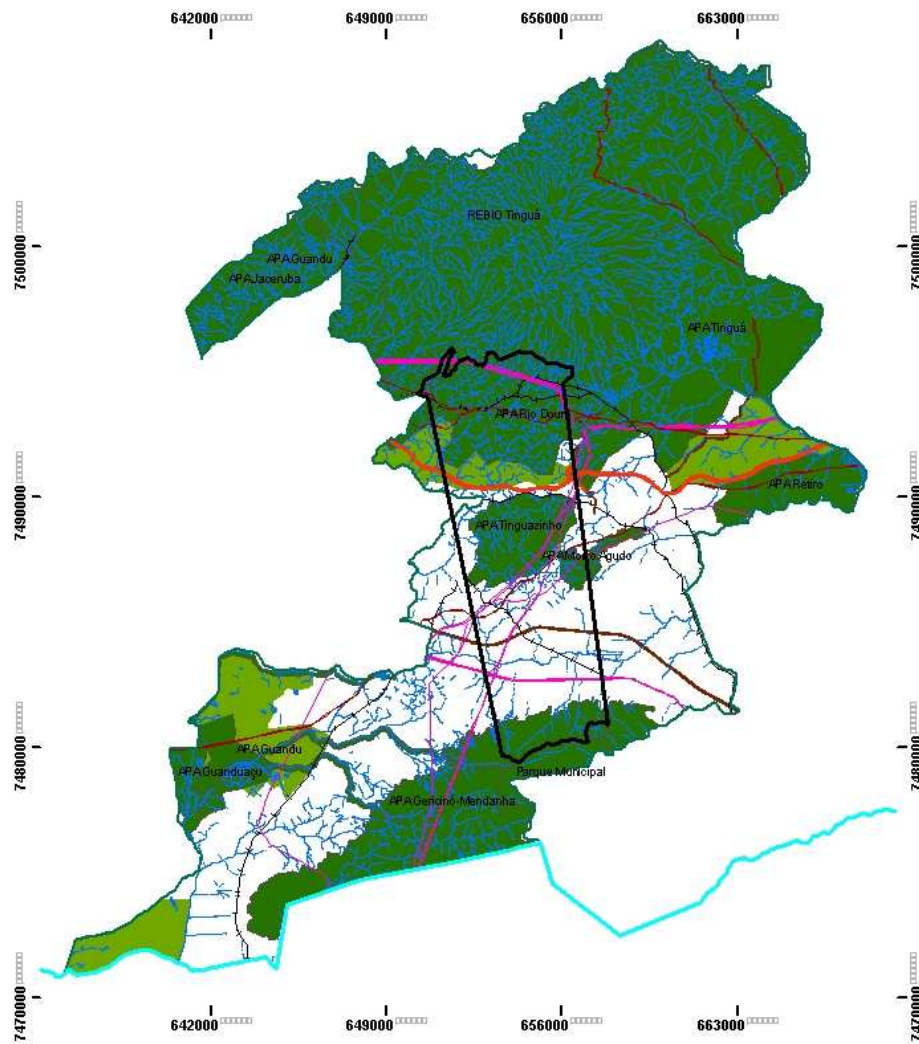 642000 649000 656000 663000
REBIO Tinguá
7500000 7500000
APA Guandu
APA Jaceruba
APA Tinguá
APA Rio Douro
APA Retiro
7490000 7490000
APA Tinguazinho
APA Morro Agudo
7480000 7480000
APA Guandu
APA Guanduaçu
Parque Municipal
APA Gericinó-Mendanha
7470000 7470000
642000 649000 656000 663000